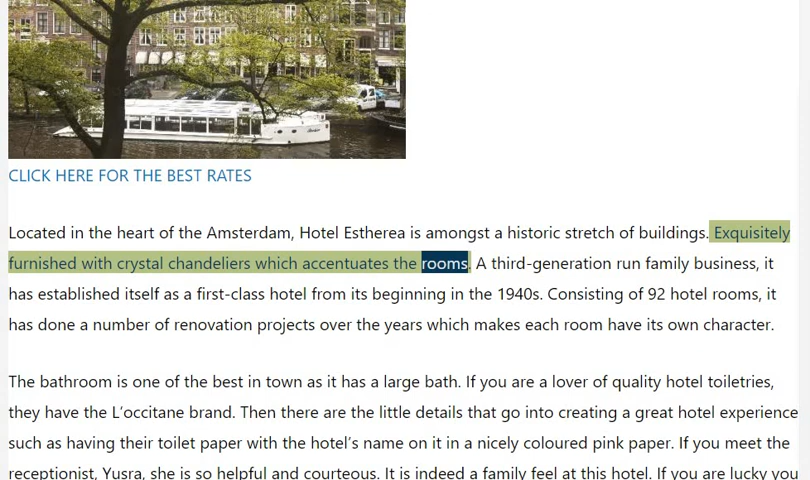 CLICK HERE FOR THE BEST RATES
Located in the heart of the Amsterdam, Hotel Estherea is amongst a historic stretch of buildings. Exquisitely
furnished with crystal chandeliers which accentuates the rooms. A third-generation run family business, it
has established itself as a first-class hotel from its beginning in the 1940s. Consisting of 92 hotel rooms, it
has done a number of renovation projects over the years which makes each room have its own character.
The bathroom is one of the best in town as it has a large bath. If you are a lover of quality hotel toiletries,
they have the L’occitane brand. Then there are the little details that go into creating a great hotel experience
such as having their toilet paper with the hotel’s name on it in a nicely coloured pink paper. If you meet the
receptionist, Yusra, she is so helpful and courteous. It is indeed a family feel at this hotel. If you are lucky you